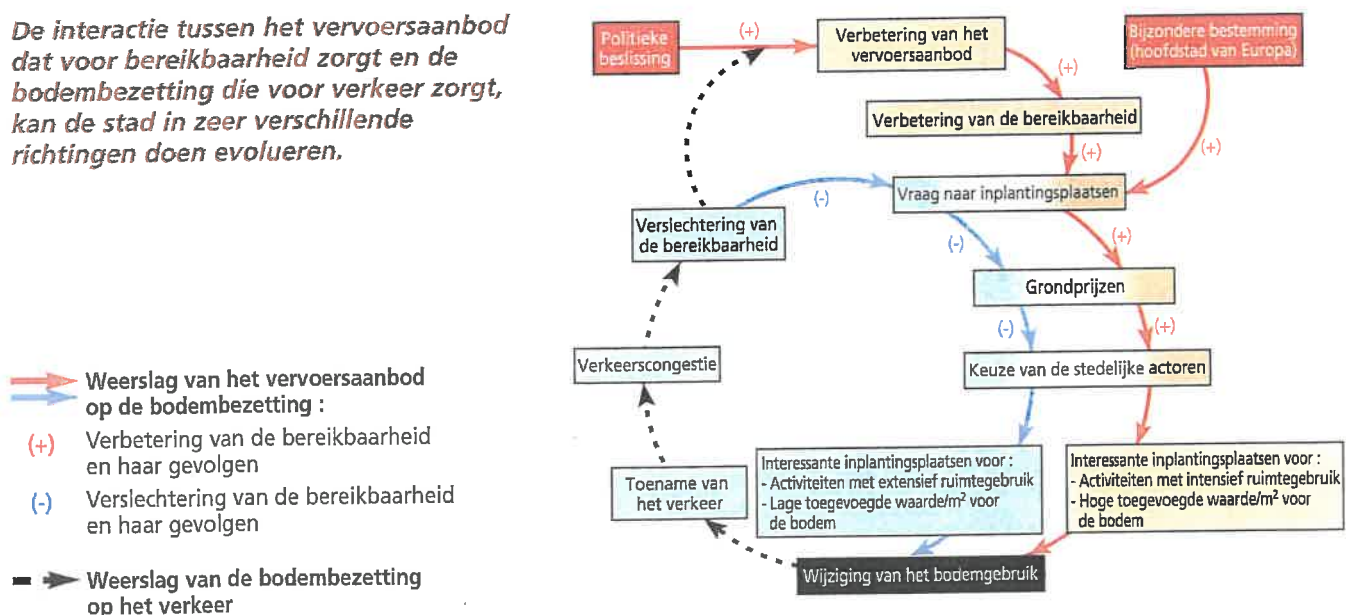 De interactie tussen het vervoersaanbod
dat voor bereikbaarheid zorgt en de
bodembezetting die voor verkeer zorgt,
kan de stad in zeer verschillende
richtingen doen evolueren.
Politieke
beslissing
(+)
Verbetering van het
vervoersaanbod
Bijzondere bestemming
(hoofdstad van Europa)
(+)
Verbetering van de bereikbaarheid
(+)
(+)
Vraag naar inplantingsplaatsen
(-)
Verslechtering van
de bereikbaarheid
(-)
(+)
Grondprijzen
(-)
(+)
Verkeerscongestie
Keuze van de stedelijke actoren
Toename van
het verkeer
Interessante inplantingsplaatsen voor :
- Activiteiten met extensief ruimtegebruik
- Lage toegevoegde waarde/m² voor
de bodem
Interessante inplantingsplaatsen voor :
- Activiteiten met intensief ruimtegebruik
- Hoge toegevoegde waarde/m² voor
de bodem
Wijziging van het bodemgebruik
Weerslag van het vervoersaanbod
op de bodembezetting :
(+) Verbetering van de bereikbaarheid
en haar gevolgen
(-) Verslechtering van de bereikbaarheid
en haar gevolgen
Weerslag van de bodembezetting
op het verkeer